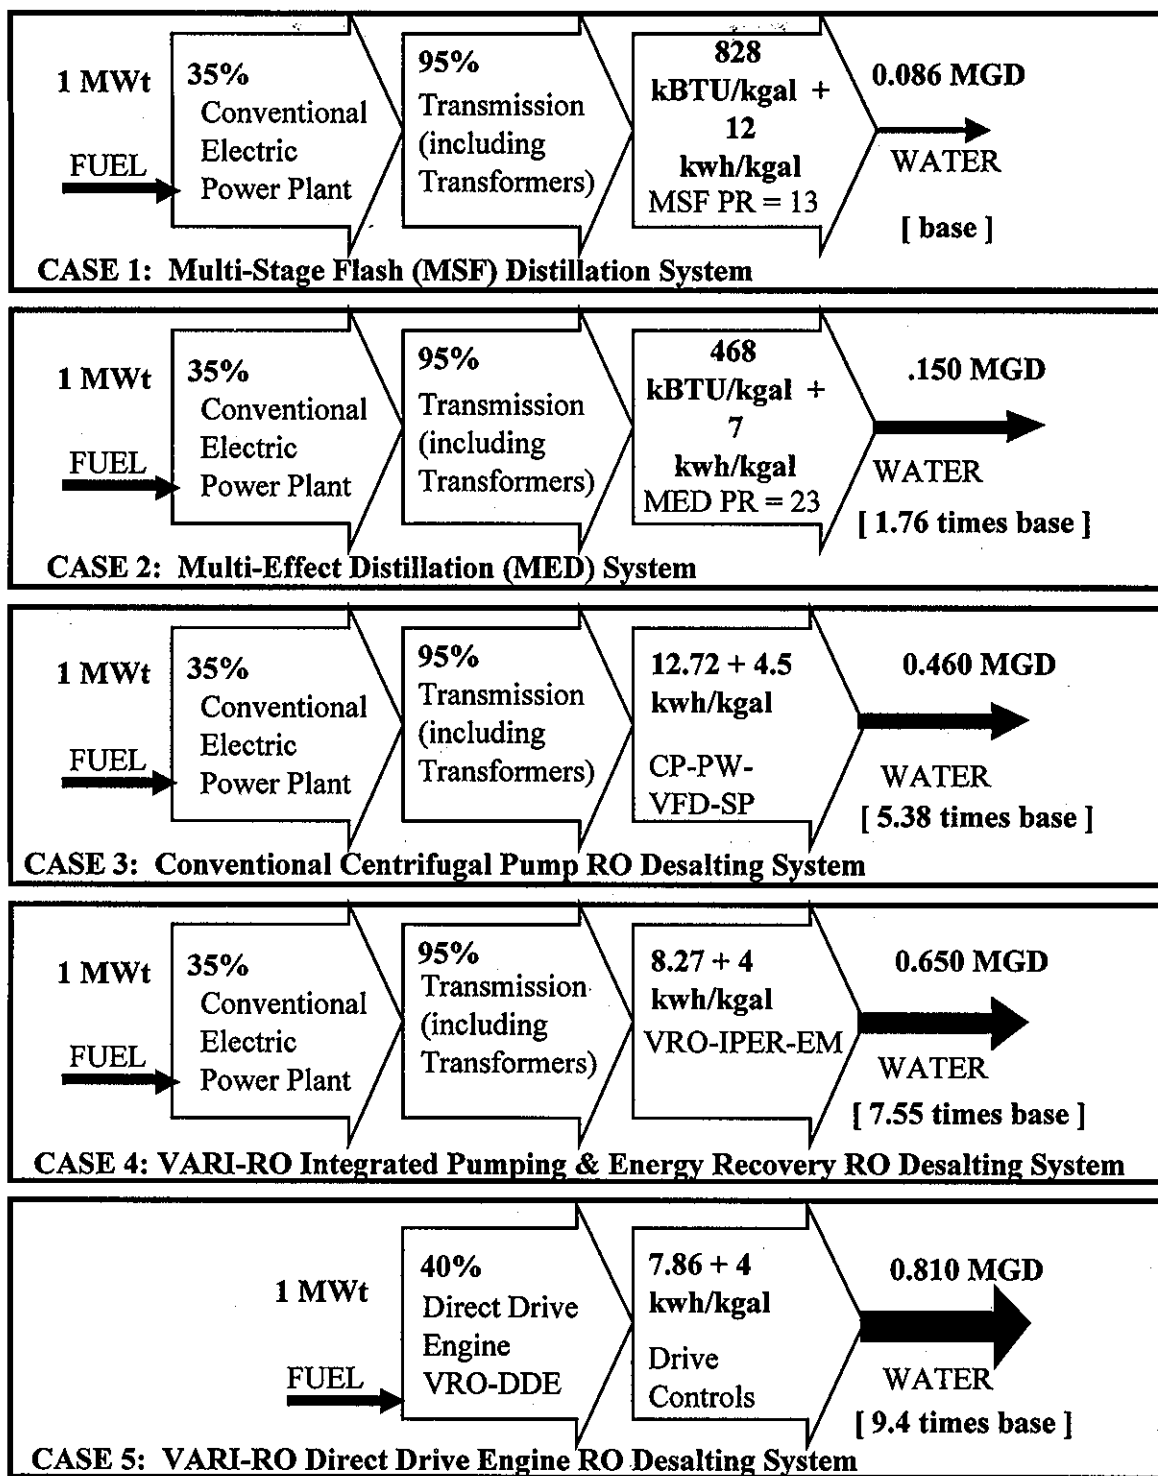 1 MWt
FUEL
35%
Conventional
Electric
Power Plant
95%
Transmission
(including
Transformers)
828
kBTU/kgal +
12
kwh/kgal
MSF PR = 13
0.086 MGD
WATER
[ base ]
CASE 1: Multi-Stage Flash (MSF) Distillation System
1 MWt
FUEL
35%
Conventional
Electric
Power Plant
95%
Transmission
(including
Transformers)
468
kBTU/kgal +
7
kwh/kgal
MED PR = 23
.150 MGD
WATER
[ 1.76 times base ]
CASE 2: Multi-Effect Distillation (MED) System
1 MWt
FUEL
35%
Conventional
Electric
Power Plant
95%
Transmission
(including
Transformers)
12.72 + 4.5
kwh/kgal
CP-PW-
VFD-SP
0.460 MGD
WATER
[ 5.38 times base ]
CASE 3: Conventional Centrifugal Pump RO Desalting System
1 MWt
FUEL
35%
Conventional
Electric
Power Plant
95%
Transmission
(including
Transformers)
8.27 + 4
kwh/kgal
VRO-IPER-EM
0.650 MGD
WATER
[ 7.55 times base ]
CASE 4: VARI-RO Integrated Pumping & Energy Recovery RO Desalting System
1 MWt
FUEL
40%
Direct Drive
Engine
VRO-DDE
7.86 + 4
kwh/kgal
Drive
Controls
0.810 MGD
WATER
[ 9.4 times base ]
CASE 5: VARI-RO Direct Drive Engine RO Desalting System